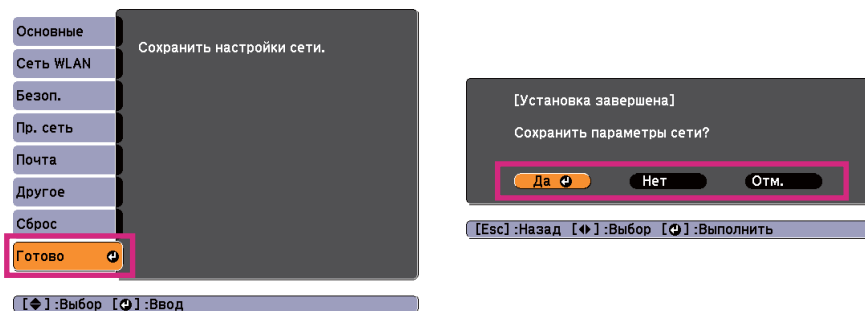 Основные
Сеть WLAN
Безоп.
Пр. сеть
Почта
Другое
Сброс
Готово
Сохранить настройки сети.
[ ] :Выбор [ ] :Ввод
[Установка завершена]
Сохранить параметры сети?
Да Нет Отм.
[Esc] :Назад [ ] :Выбор [ ] :Выполнить